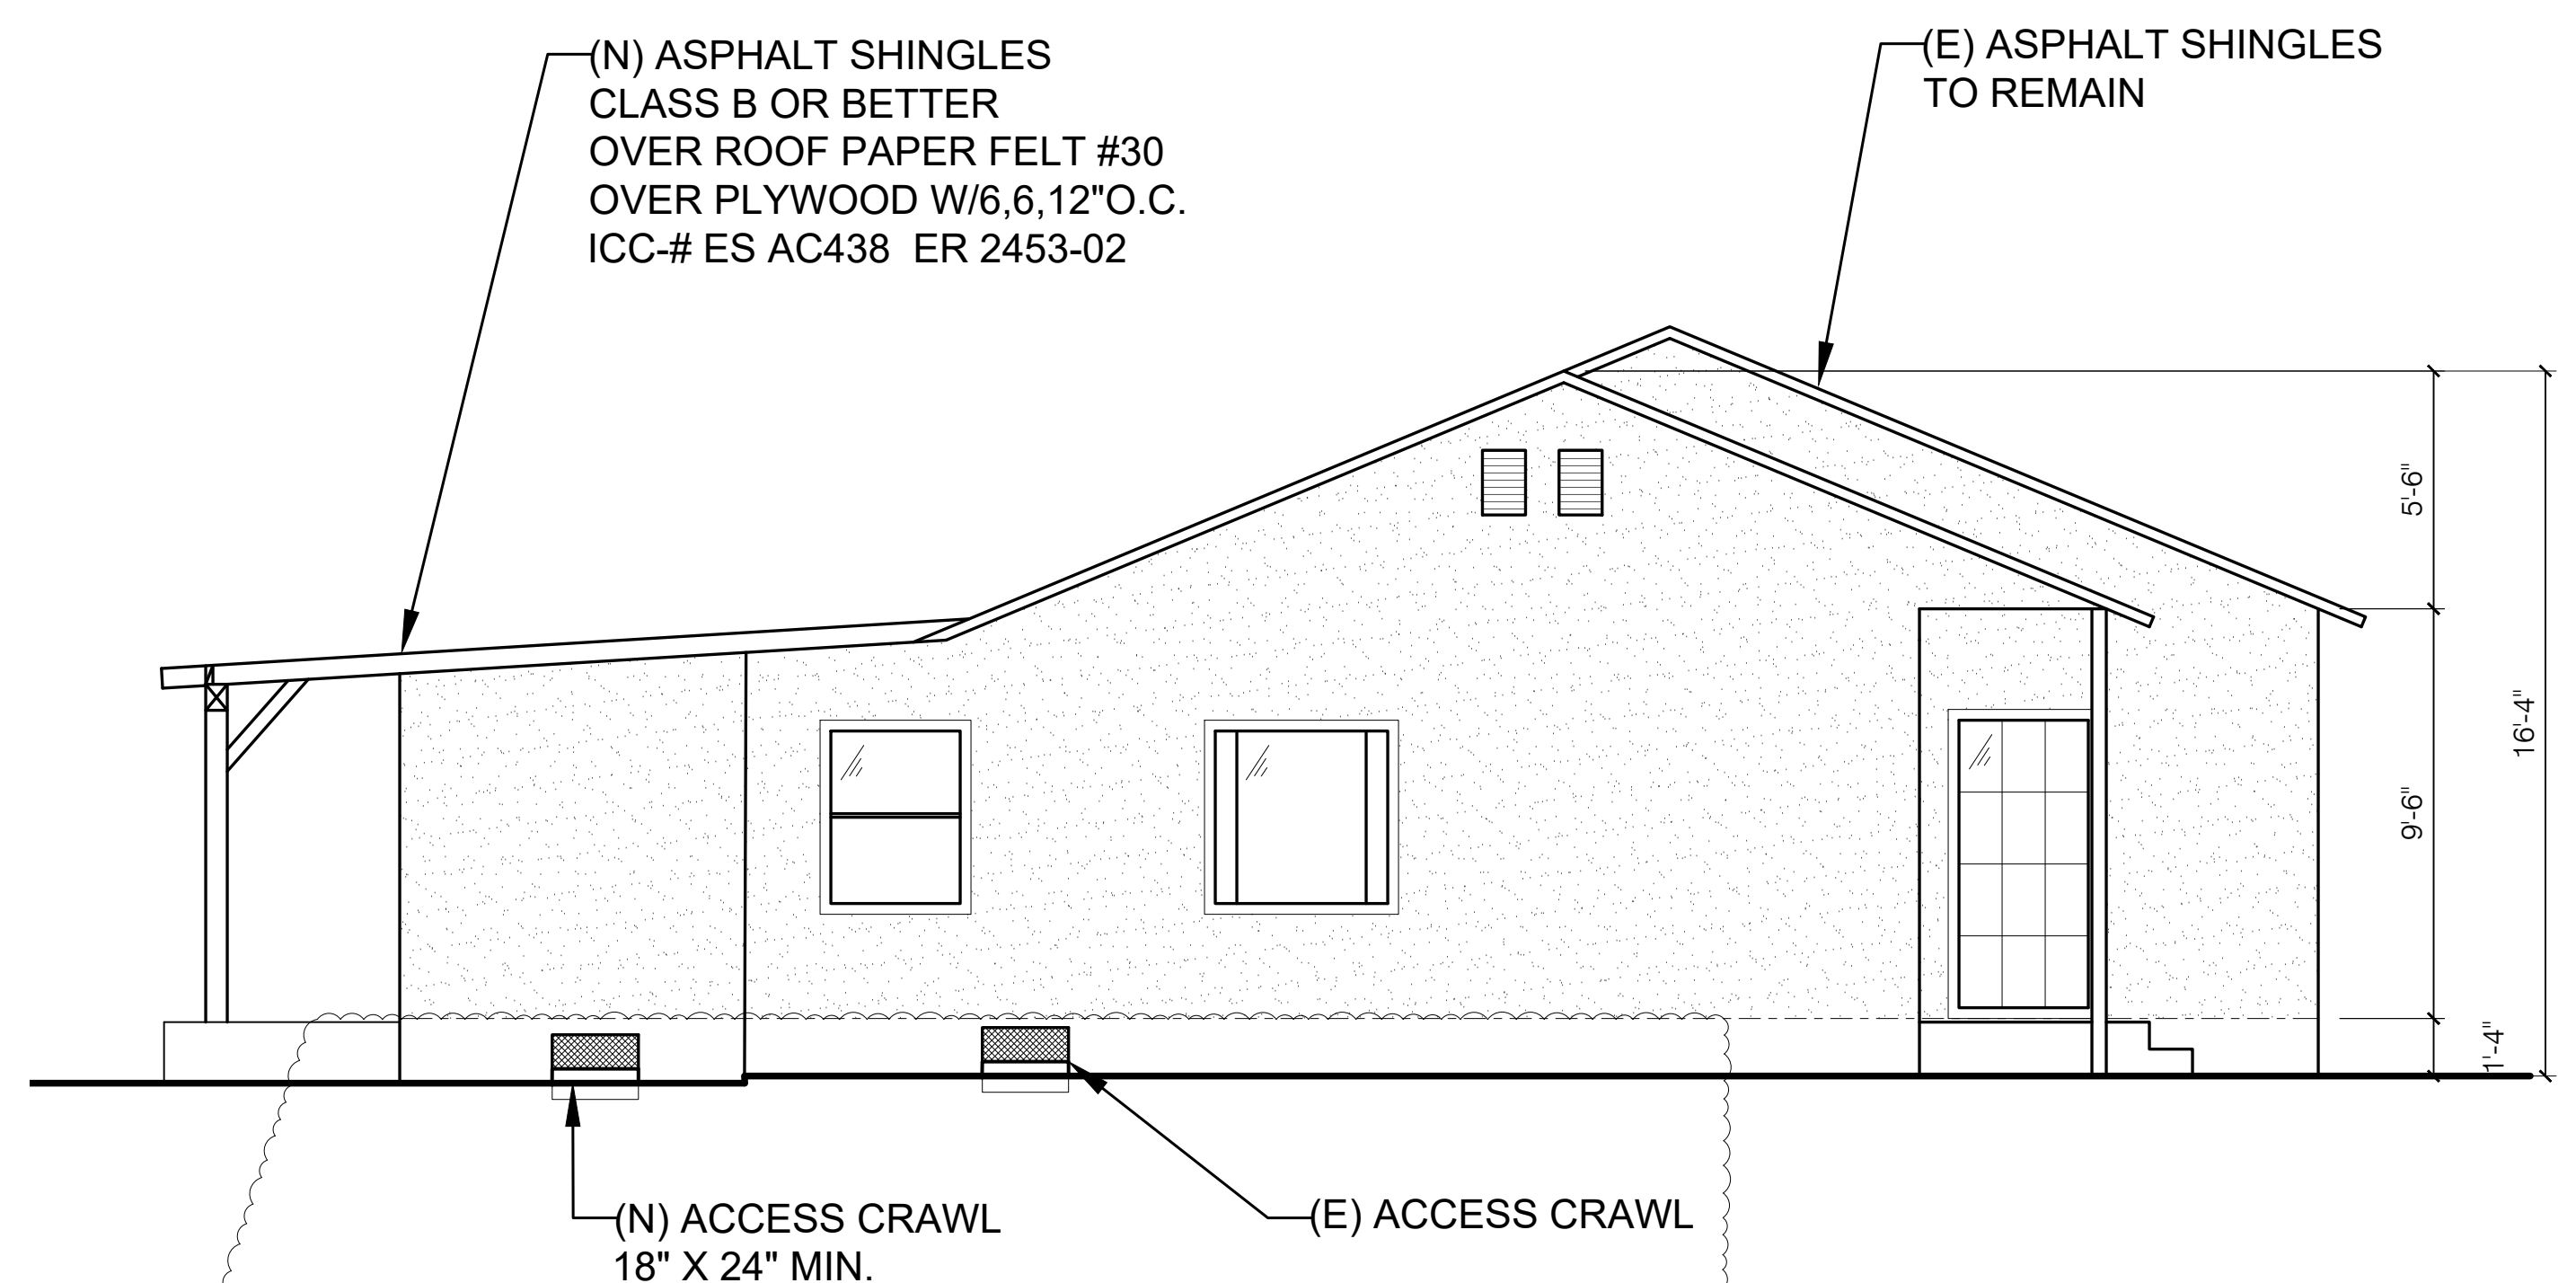 (N) ASPHALT SHINGLES
CLASS B OR BETTER
OVER ROOF PAPER FELT #30
OVER PLYWOOD W/6,6,12"O.C.
ICC-# ES AC438  ER 2453-02
(E) ASPHALT SHINGLES
TO REMAIN
5'-6"
16'-4"
9'-6"
1'-4"
(N) ACCESS CRAWL
18" X 24" MIN.
(E) ACCESS CRAWL